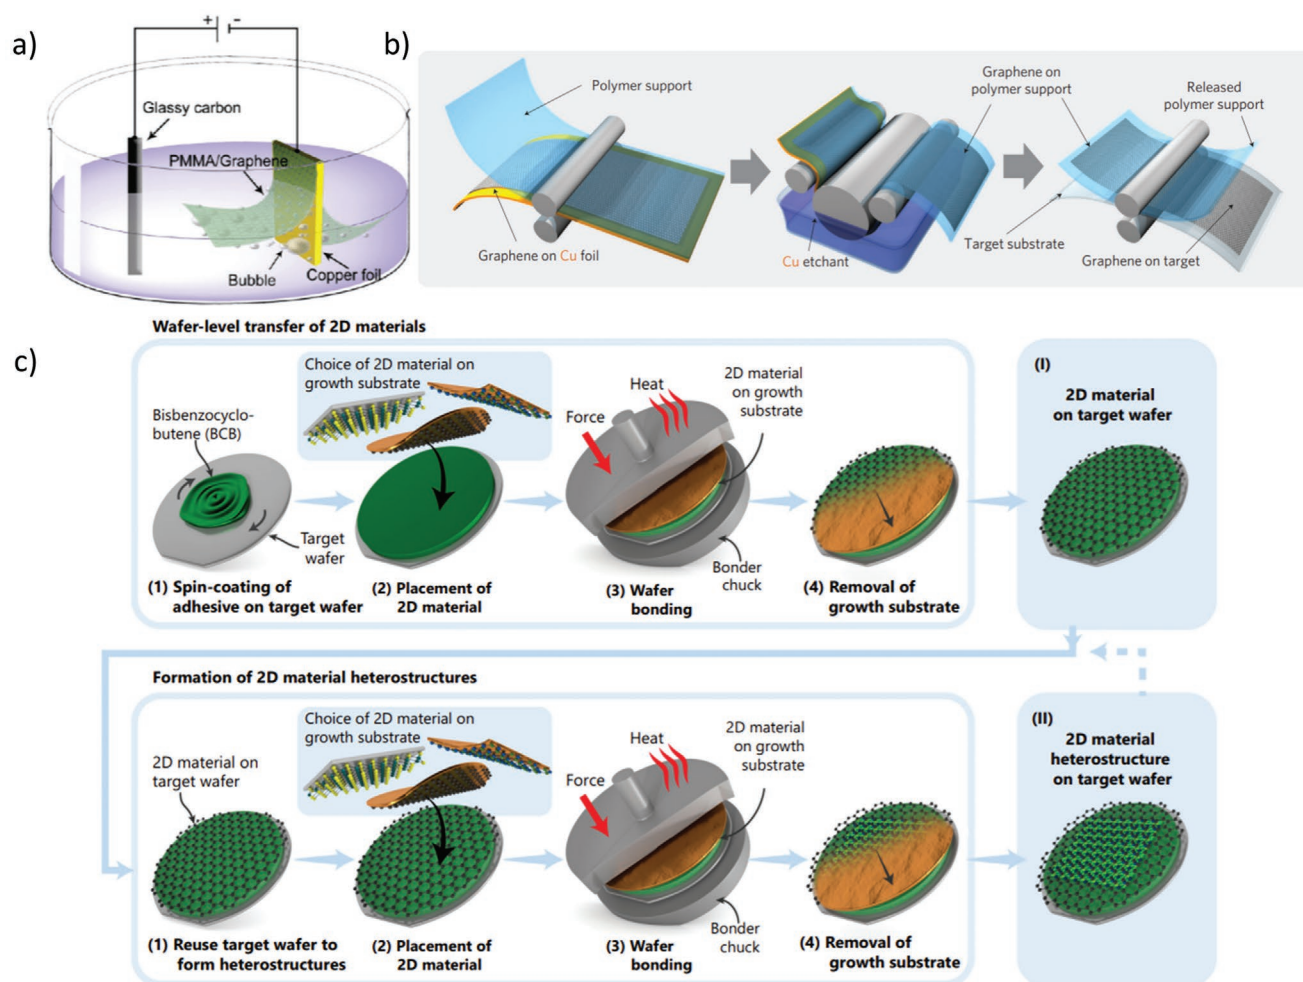 a)
+ -
Glassy carbon
PMMA/Graphene
Bubble
Copper foil
b)
Polymer support
Graphene on Cu foil
Cu etchant
Graphene on
polymer support
Released
polymer support
Target substrate
Graphene on target
c)
Wafer-level transfer of 2D materials
Bisbenzocyclo-
butene (BCB)
Target
wafer
(1) Spin-coating of
adhesive on target wafer
Choice of 2D material on
growth substrate
(2) Placement of
2D material
Force
Heat
2D material
on growth
substrate
Bonder
chuck
(3) Wafer
bonding
(4) Removal of
growth substrate
(I)
2D material
on target wafer
Formation of 2D material heterostructures
2D material on
target wafer
(1) Reuse target wafer to
form heterostructures
Choice of 2D material on
growth substrate
(2) Placement of
2D material
Force
Heat
2D material
on growth
substrate
Bonder
chuck
(3) Wafer
bonding
(4) Removal of
growth substrate
(II)
2D material
heterostructure
on target wafer